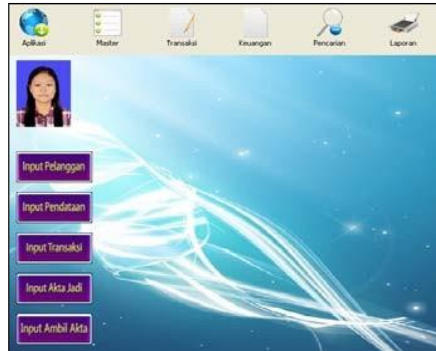 Aplikasi
Master
Transaksi
Keuangan
Pencarian
Laporan
Input Pelanggan
Input Pendataan
Input Transaksi
Input Akta Jadi
Input Ambil Akta